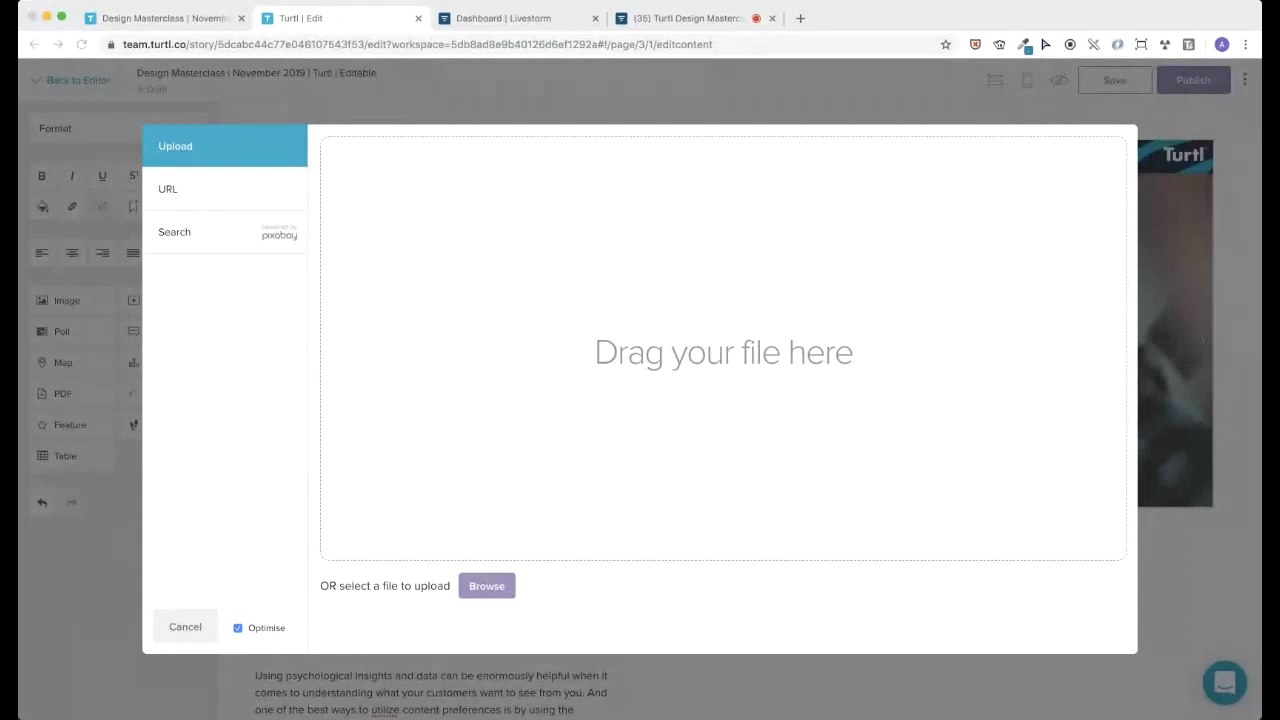 Design Masterclass | Novembe
Turtl | Edit
Dashboard | Livestorm
(35) Turtl Design Masterc
team.turtl.co/story/5dcabc44c77e046107543f53/edit?workspace=5db8ad8e9b40126d6ef1292a#!/page/3/1/editcontent
A
Back to Editor
Design Masterclass | November 2019 | Turtl | Editable
Draft
Save
Publish
Format
B I U S
Image
Poll
Map
PDF
Feature
Table
Turtl
Upload
URL
Search
POWERED BY
pixabay
Drag your file here
OR select a file to upload
Browse
Cancel
Optimise
Using psychological insights and data can be enormously helpful when it
comes to understanding what your customers want to see from you. And
one of the best ways to utilize content preferences is by using the